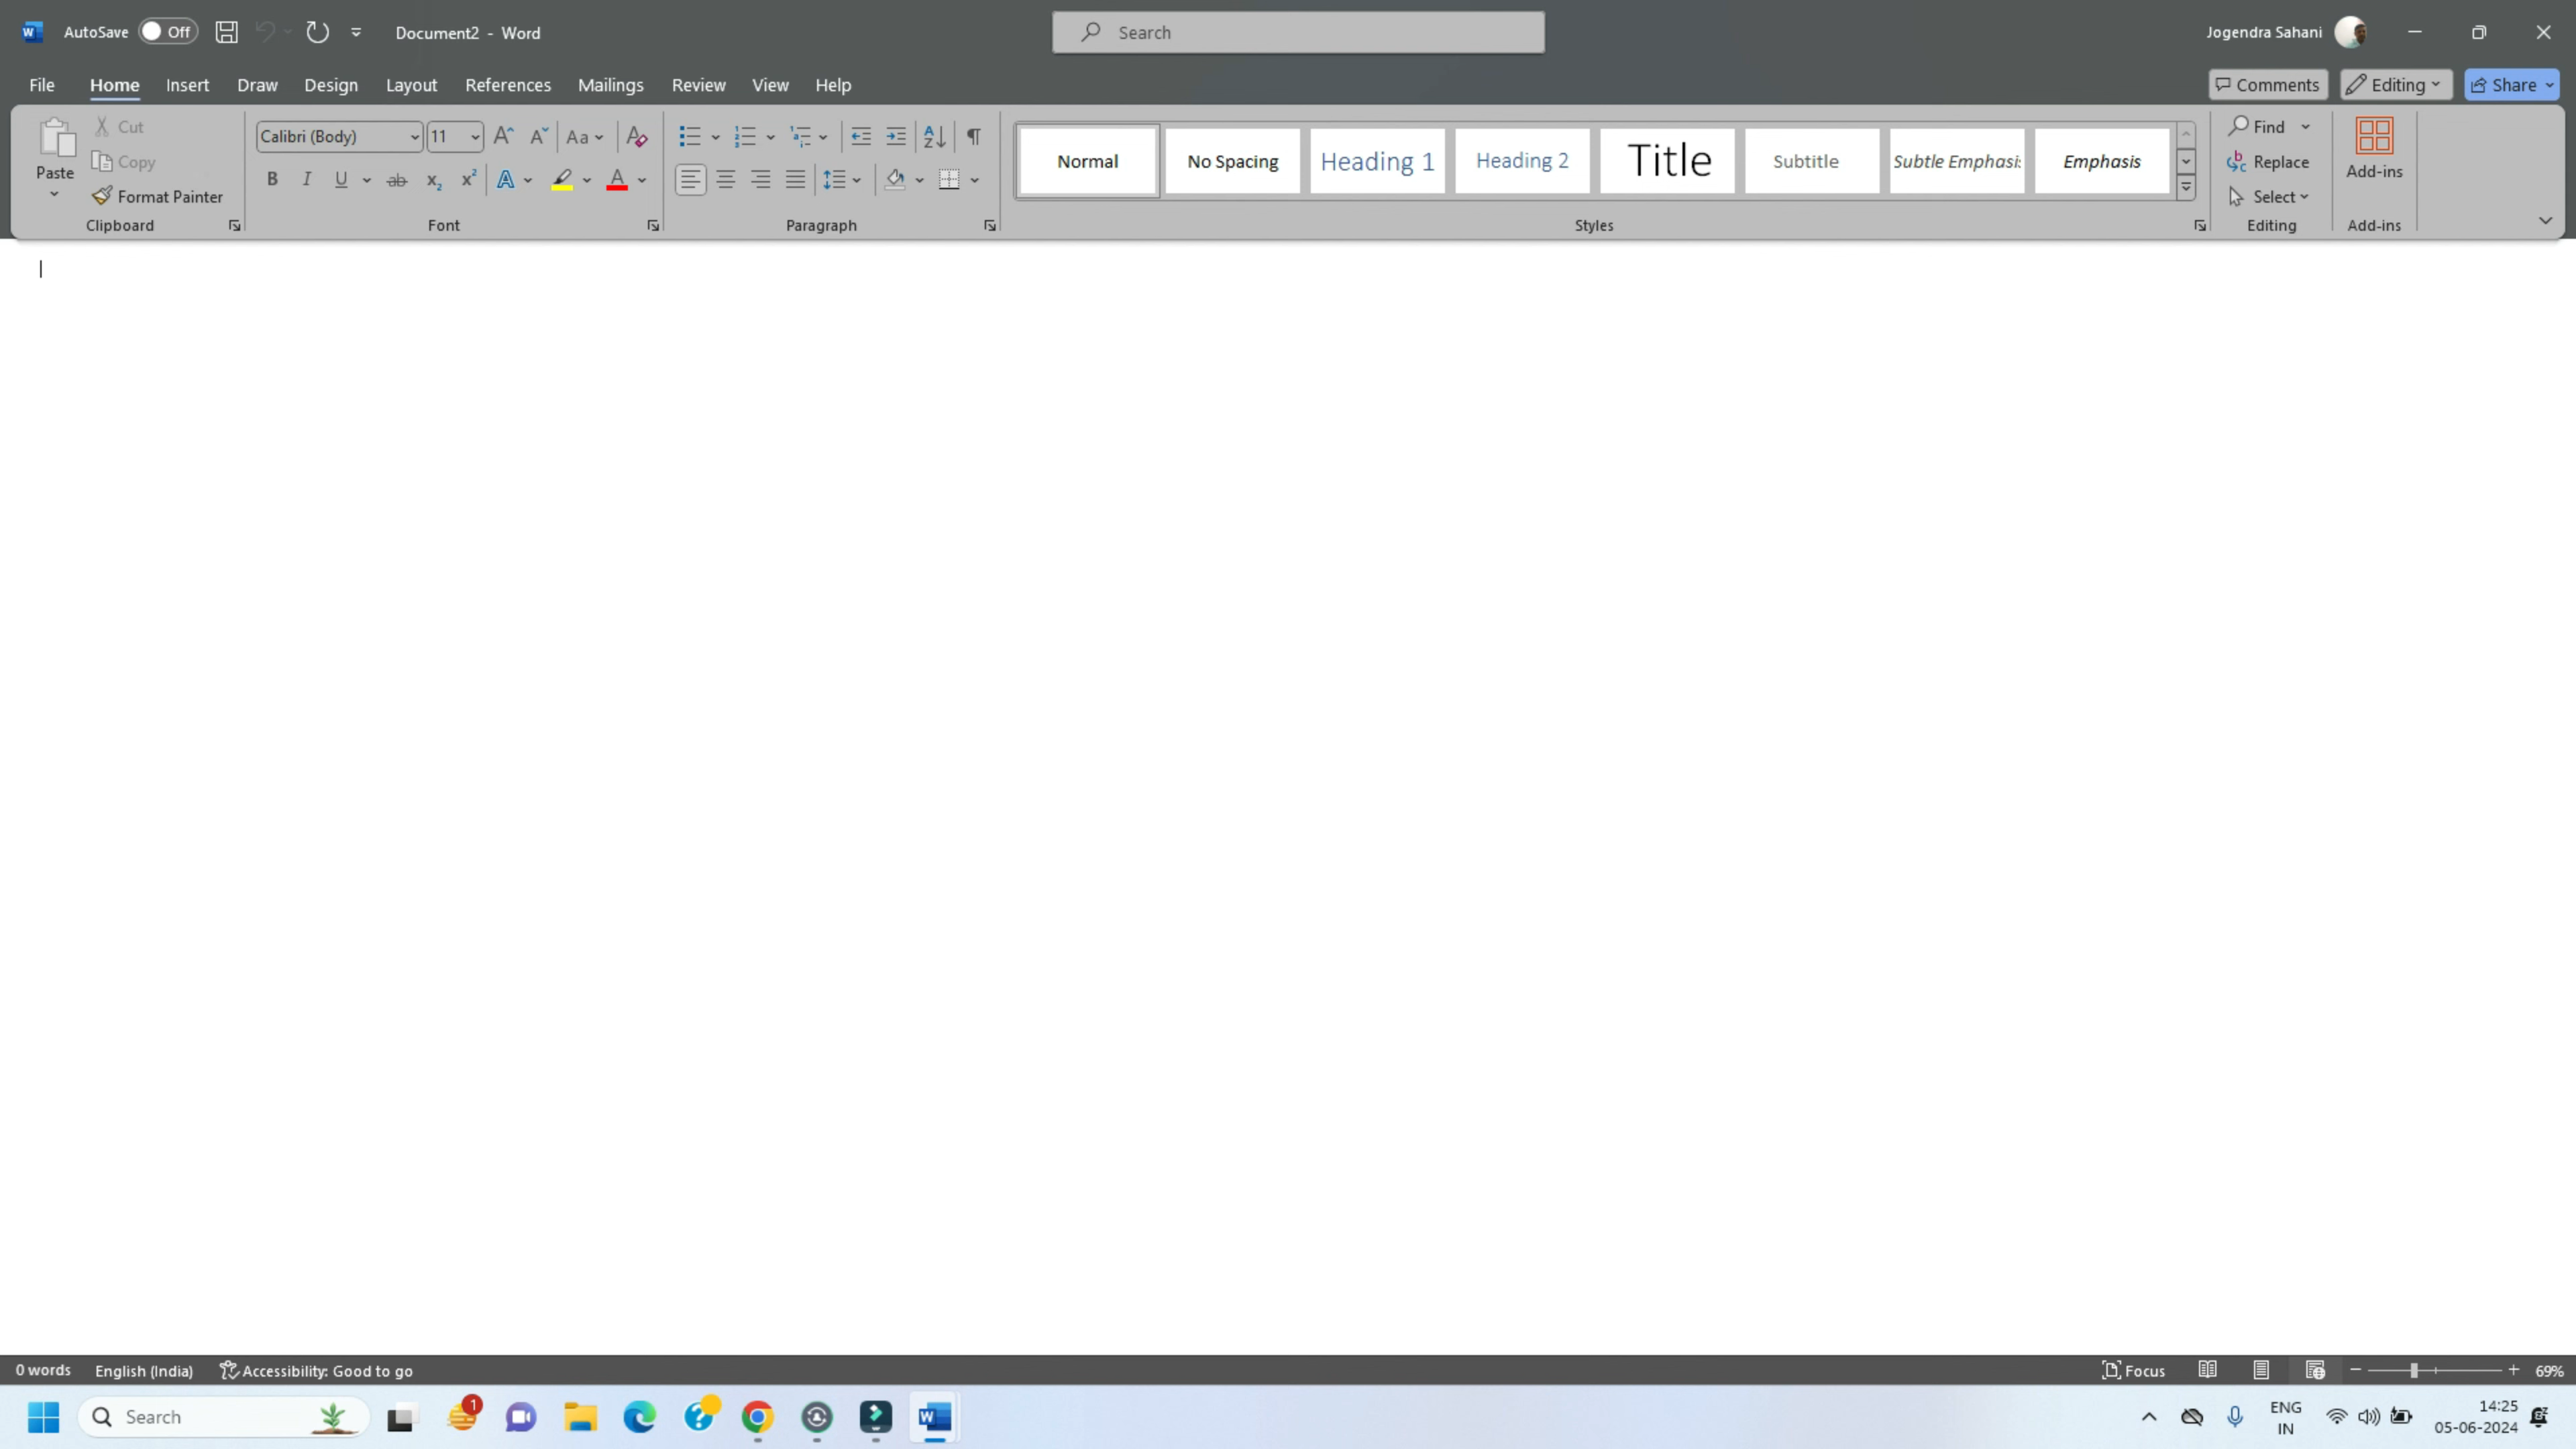 AutoSave Off Document2 - Word Search Jogendra Sahani
File Home Insert Draw Design Layout References Mailings Review View Help Comments Editing Share
Paste Cut Copy Format Painter
Clipboard
Calibri (Body) 11 Aa
Font
Paragraph
Normal No Spacing Heading 1 Heading 2 Title Subtitle Subtle Emphasis Emphasis
Styles
Find
Replace
Select
Editing
Add-ins
Add-ins
0 words English (India) Accessibility: Good to go Focus 69%
Search 1 ENG IN 14:25 05-06-2024